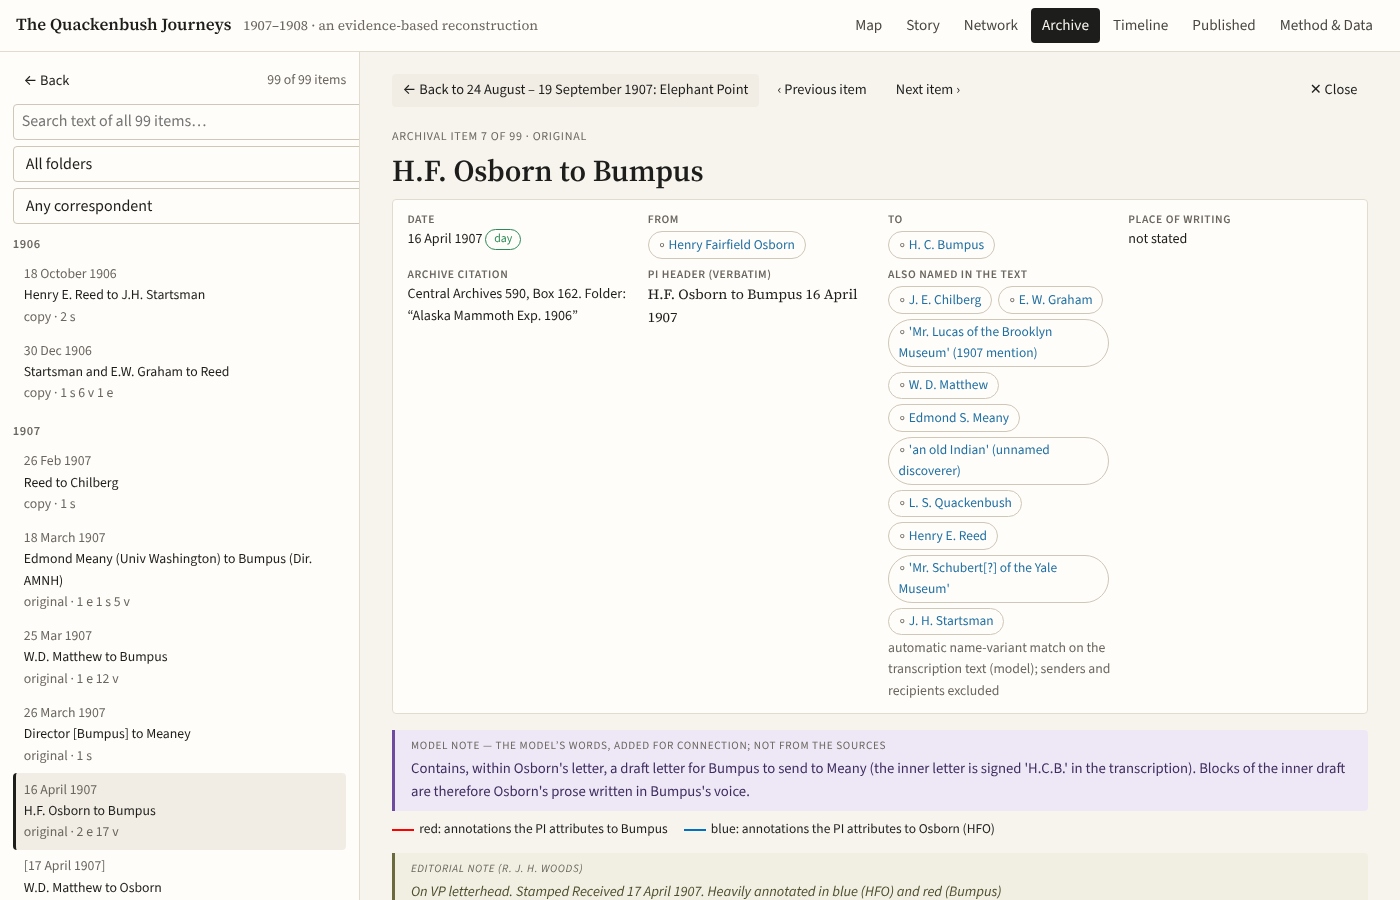 The Quackenbush Journeys 1907–1908 · an evidence-based reconstruction
Map Story Network Archive Timeline Published Method & Data
← Back 99 of 99 items
Search text of all 99 items…
All folders
Any correspondent
1906
18 October 1906
Henry E. Reed to J.H. Startsman
copy · 2 s
30 Dec 1906
Startsman and E.W. Graham to Reed
copy · 1 s 6 v 1 e
1907
26 Feb 1907
Reed to Chilberg
copy · 1 s
18 March 1907
Edmond Meany (Univ Washington) to Bumpus (Dir.
AMNH)
original · 1 e 1 s 5 v
25 Mar 1907
W.D. Matthew to Bumpus
original · 1 e 12 v
26 March 1907
Director [Bumpus] to Meaney
original · 1 s
16 April 1907
H.F. Osborn to Bumpus
original · 2 e 17 v
[17 April 1907]
W.D. Matthew to Osborn
← Back to 24 August – 19 September 1907: Elephant Point ‹ Previous item Next item › ✕ Close
ARCHIVAL ITEM 7 OF 99 · ORIGINAL
H.F. Osborn to Bumpus
DATE
16 April 1907 day
FROM
Henry Fairfield Osborn
TO
H. C. Bumpus
PLACE OF WRITING
not stated
ARCHIVE CITATION
Central Archives 590, Box 162. Folder:
“Alaska Mammoth Exp. 1906”
PI HEADER (VERBATIM)
H.F. Osborn to Bumpus 16 April
1907
ALSO NAMED IN THE TEXT
J. E. Chilberg E. W. Graham
'Mr. Lucas of the Brooklyn
Museum' (1907 mention)
W. D. Matthew
Edmond S. Meany
'an old Indian' (unnamed
discoverer)
L. S. Quackenbush
Henry E. Reed
'Mr. Schubert[?] of the Yale
Museum'
J. H. Startsman
automatic name-variant match on the
transcription text (model); senders and
recipients excluded
MODEL NOTE — THE MODEL'S WORDS, ADDED FOR CONNECTION; NOT FROM THE SOURCES
Contains, within Osborn's letter, a draft letter for Bumpus to send to Meany (the inner letter is signed 'H.C.B.' in the transcription). Blocks of the inner draft
are therefore Osborn's prose written in Bumpus's voice.
red: annotations the PI attributes to Bumpus blue: annotations the PI attributes to Osborn (HFO)
EDITORIAL NOTE (R. J. H. WOODS)
On VP letterhead. Stamped Received 17 April 1907. Heavily annotated in blue (HFO) and red (Bumpus)